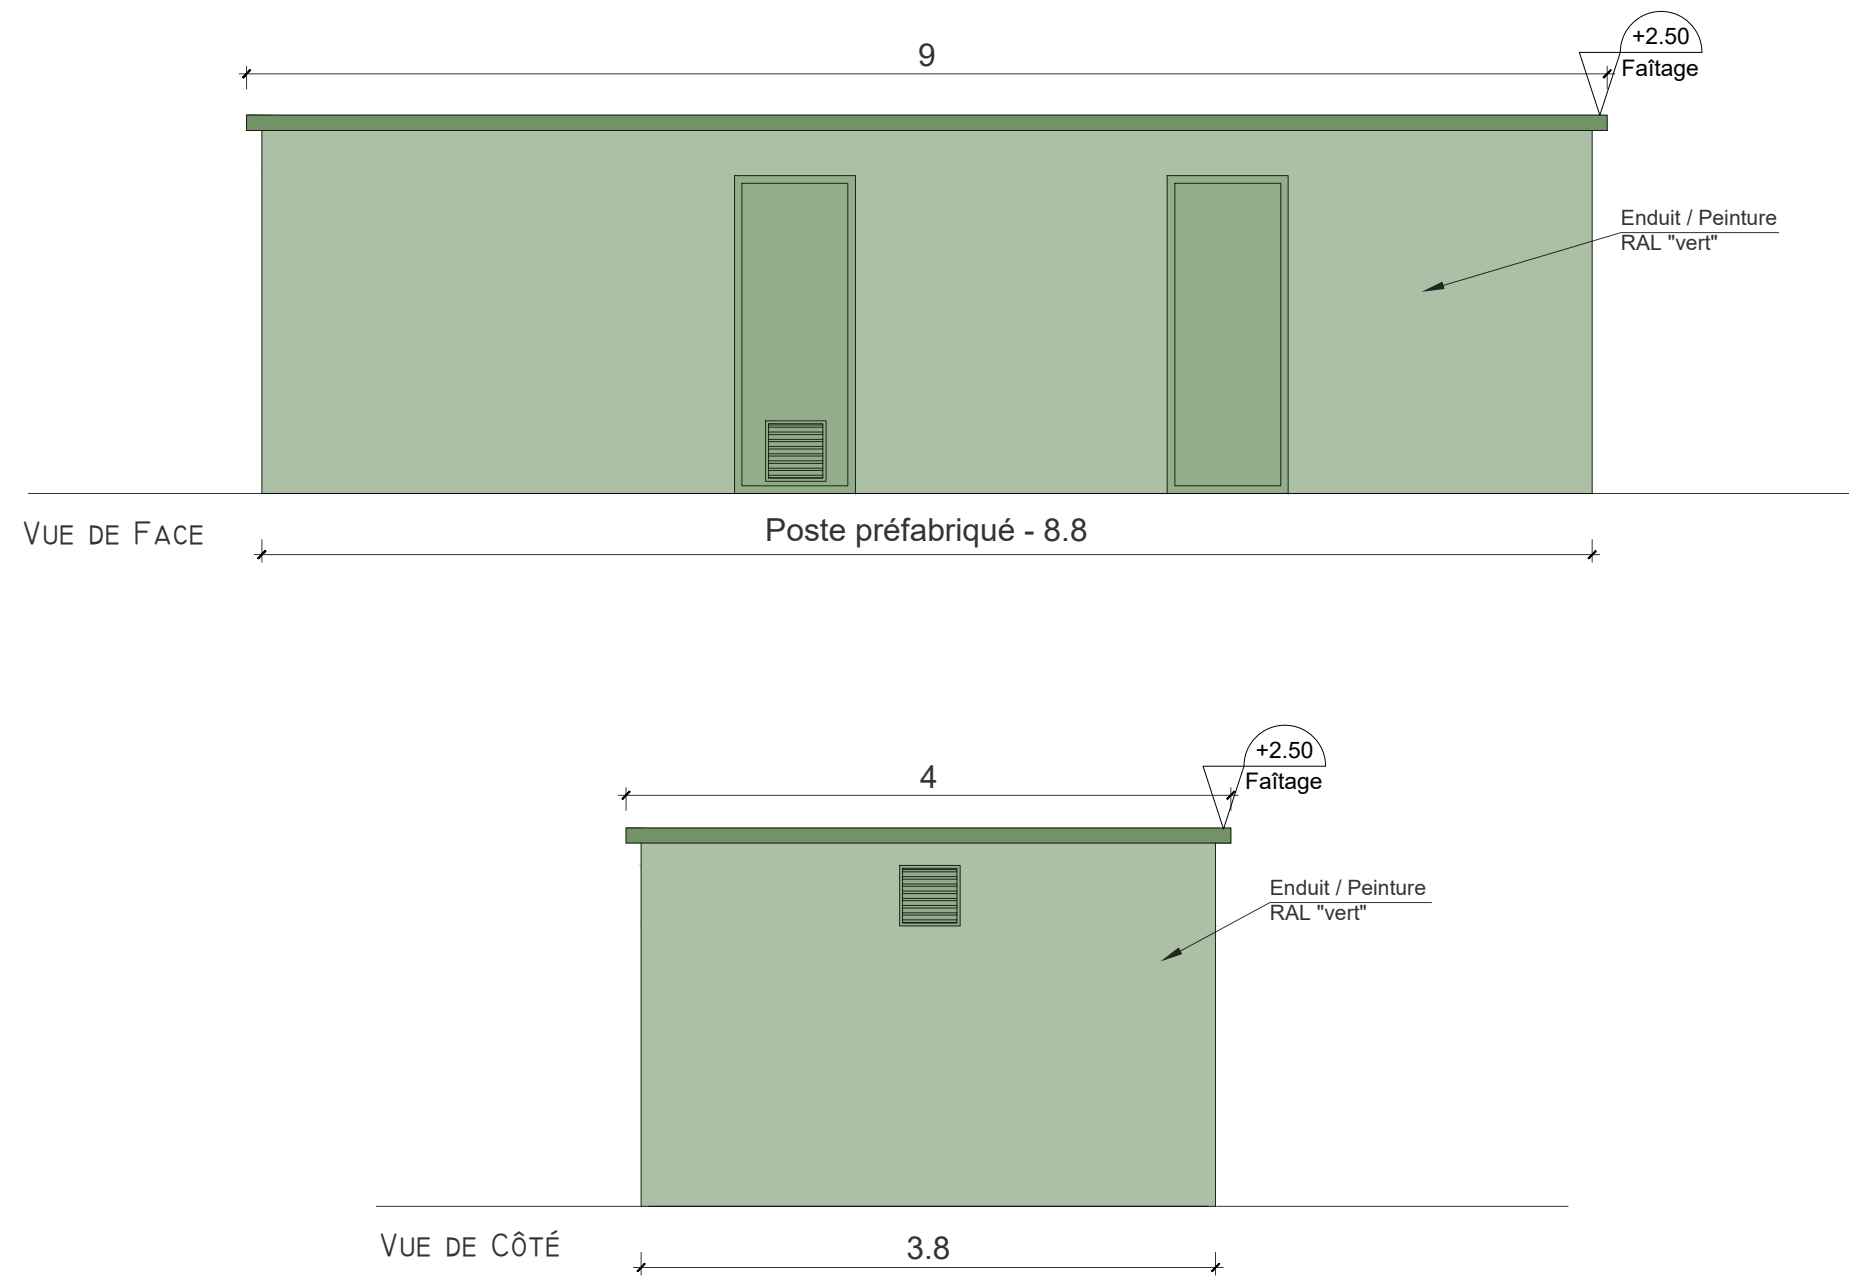 9
+2.50
Faîtage
Enduit / Peinture
RAL "vert"
VUE DE FACE
Poste préfabriqué - 8.8
4
+2.50
Faîtage
Enduit / Peinture
RAL "vert"
VUE DE CÔTÉ
3.8